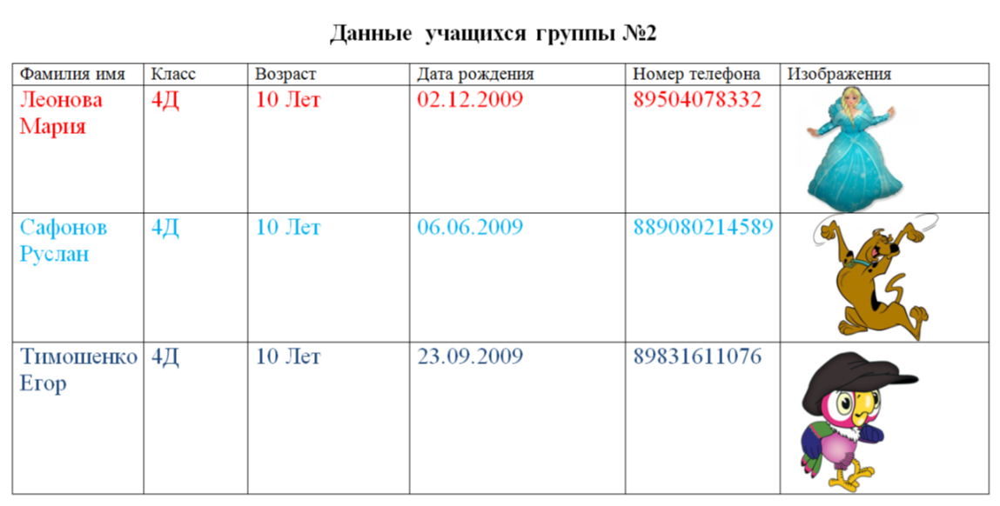 Данные учащихся группы №2
Фамилия имя Класс Возраст Дата рождения Номер телефона Изображения
Леонова 4Д 10 Лет 02.12.2009 89504078332
Мария
Сафонов 4Д 10 Лет 06.06.2009 889080214589
Руслан
Тимошенко 4Д 10 Лет 23.09.2009 89831611076
Егор